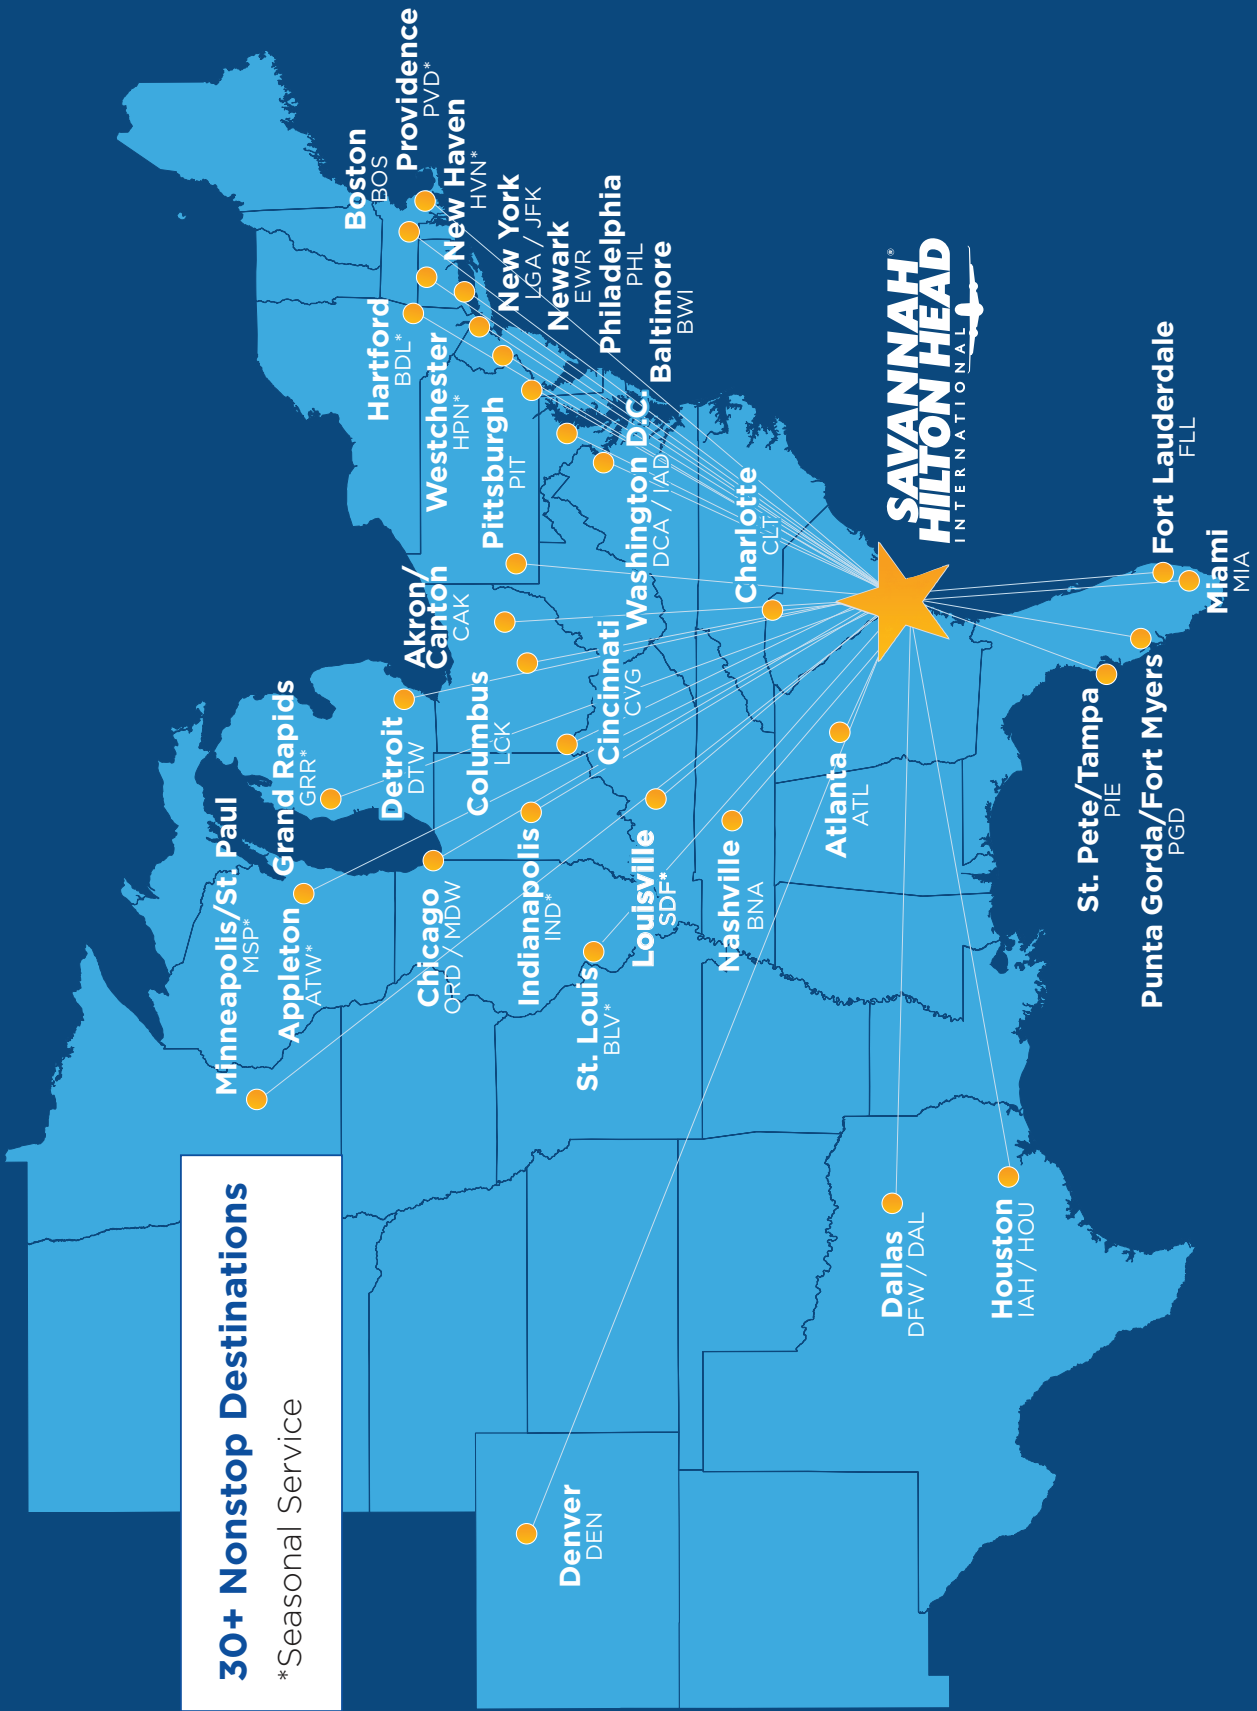 30+ Nonstop Destinations
*Seasonal Service
Minneapolis/St. Paul
MSP*
Appleton
ATW*
Grand Rapids
GRR*
Detroit
DTW
Chicago
ORD / MDW
Akron/
Canton
CAK
Columbus
LCK
Indianapolis
IND*
Cincinnati
CVG
St. Louis
BLV*
Louisville
SDF*
Nashville
BNA
Denver
DEN
Dallas
DFW / DAL
Houston
IAH / HOU
Atlanta
ATL
Charlotte
CLT
Pittsburgh
PIT
Washington D.C.
DCA / IAD
Westchester
HPN*
Hartford
BDL*
Boston
BOS
Providence
PVD*
New Haven
HVN*
New York
LGA / JFK
Newark
EWR
Philadelphia
PHL
Baltimore
BWI
SAVANNAH®
HILTON HEAD
INTERNATIONAL
St. Pete/Tampa
PIE
Punta Gorda/Fort Myers
PGD
Fort Lauderdale
FLL
Miami
MIA